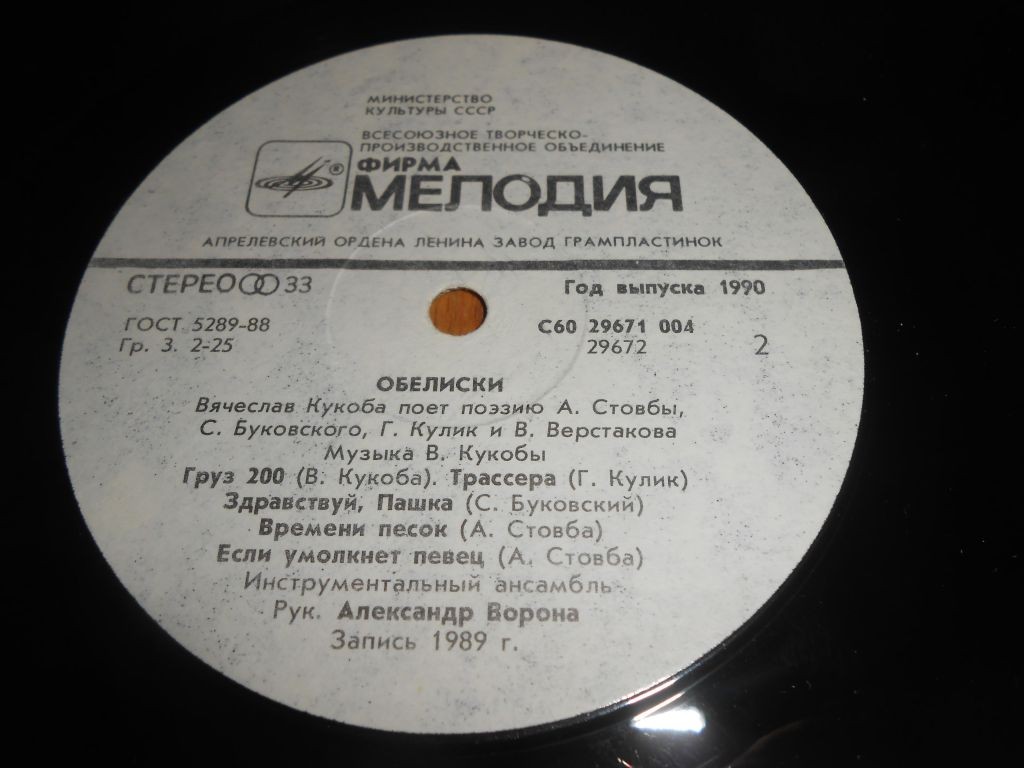 МИНИСТЕРСТВО
КУЛЬТУРЫ СССР
ВСЕСОЮЗНОЕ ТВОРЧЕСКО-
ПРОИЗВОДСТВЕННОЕ ОБЪЕДИНЕНИЕ
ФИРМА
® МЕЛОДИЯ
АПРЕЛЕВСКИЙ ОРДЕНА ЛЕНИНА ЗАВОД ГРАМПЛАСТИНОК
СТЕРЕО 33 Год выпуска 1990
ГОСТ 5289-88 С60 29671 004
Гр. 3. 2-25 29672 2
ОБЕЛИСКИ
Вячеслав Кукоба поет поэзию А. Стовбы,
С. Буковского, Г. Кулик и В. Верстакова
Музыка В. Кукобы
Груз 200 (В. Кукоба). Трассера (Г. Кулик)
Здравствуй, Пашка (С. Буковский)
Времени песок (А. Стовба)
Если умолкнет певец (А. Стовба)
Инструментальный ансамбль
Рук. Александр Ворона
Запись 1989 г.